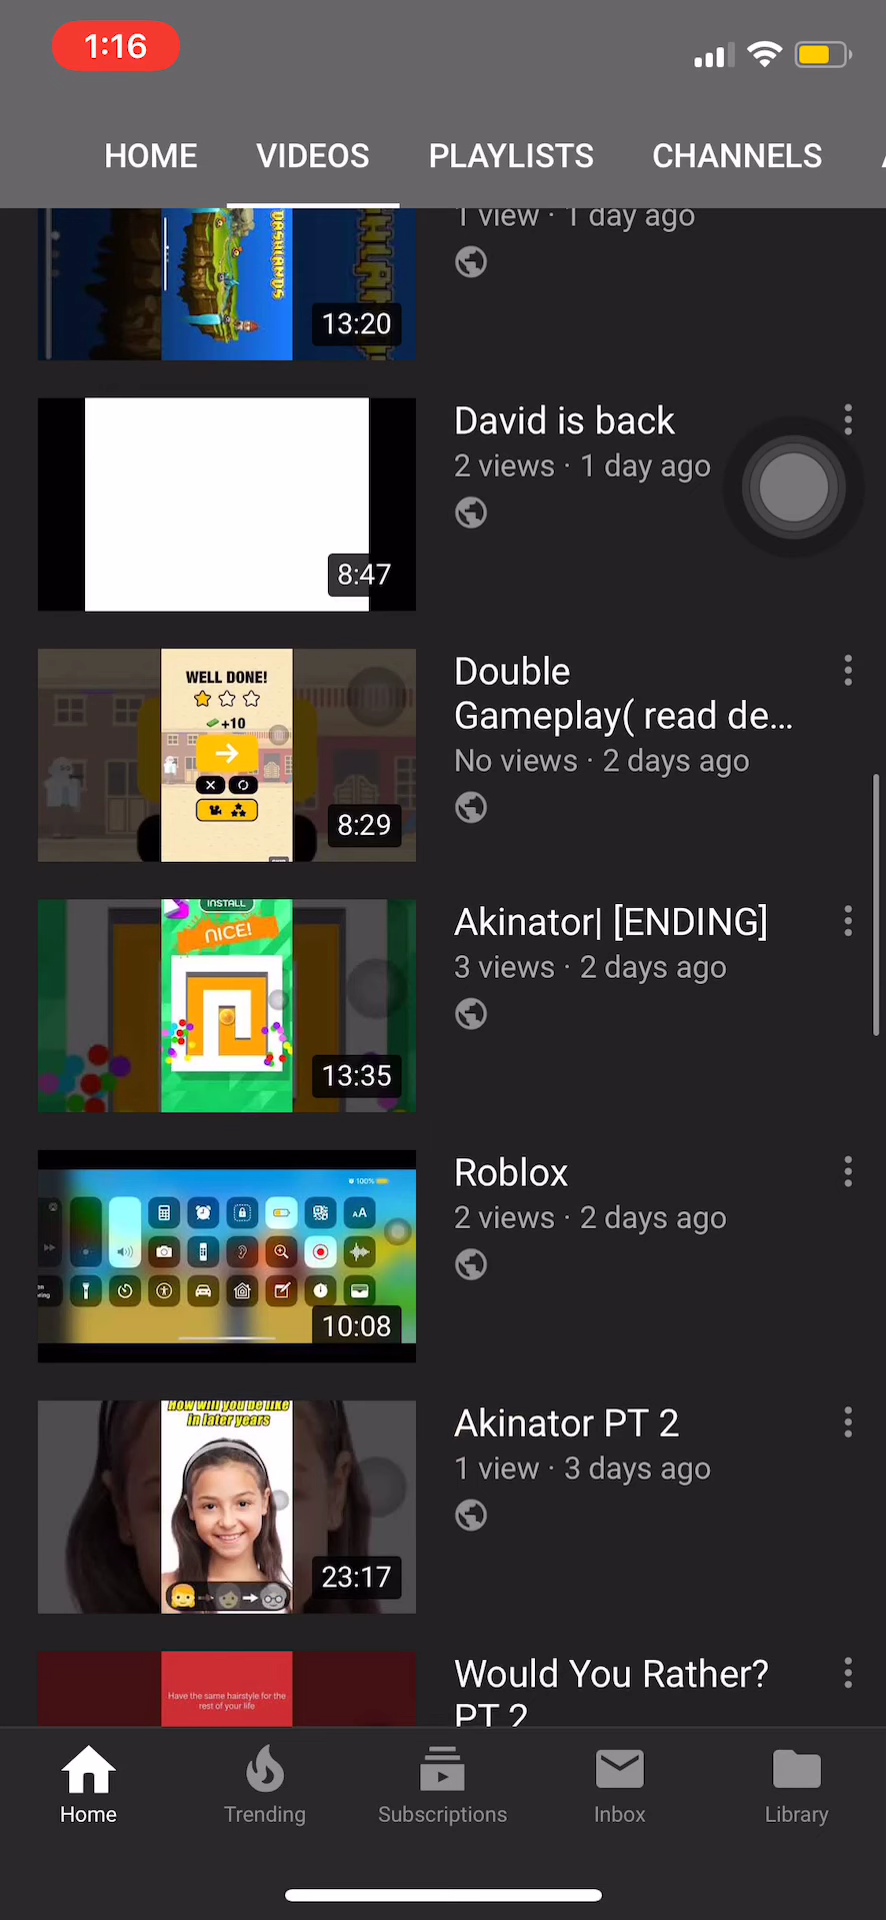 1:16
HOME VIDEOS PLAYLISTS CHANNELS
DASHLANDS
1 view · 1 day ago
13:20
David is back
2 views · 1 day ago
8:47
WELL DONE!
+10
8:29
Double
Gameplay( read de...
No views · 2 days ago
INSTALL
NICE!
13:35
Akinator| [ENDING]
3 views · 2 days ago
100%
AA
10:08
Roblox
2 views · 2 days ago
How will you be like
in later years
23:17
Akinator PT 2
1 view · 3 days ago
Have the same hairstyle for the
rest of your life
Would You Rather?
PT 2
Home Trending Subscriptions Inbox Library